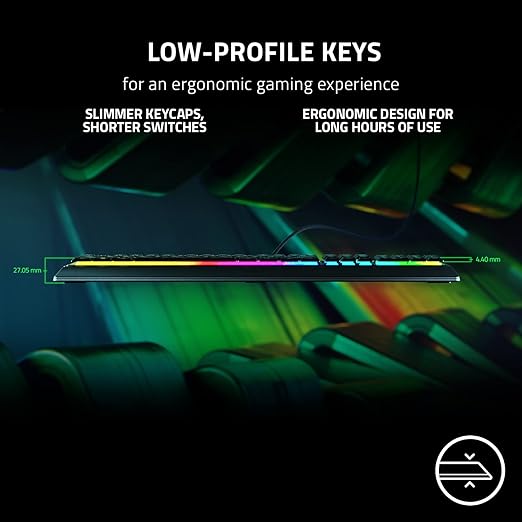 LOW-PROFILE KEYS
for an ergonomic gaming experience
SLIMMER KEYCAPS,
SHORTER SWITCHES
ERGONOMIC DESIGN FOR
LONG HOURS OF USE
27.05 mm
4.40 mm